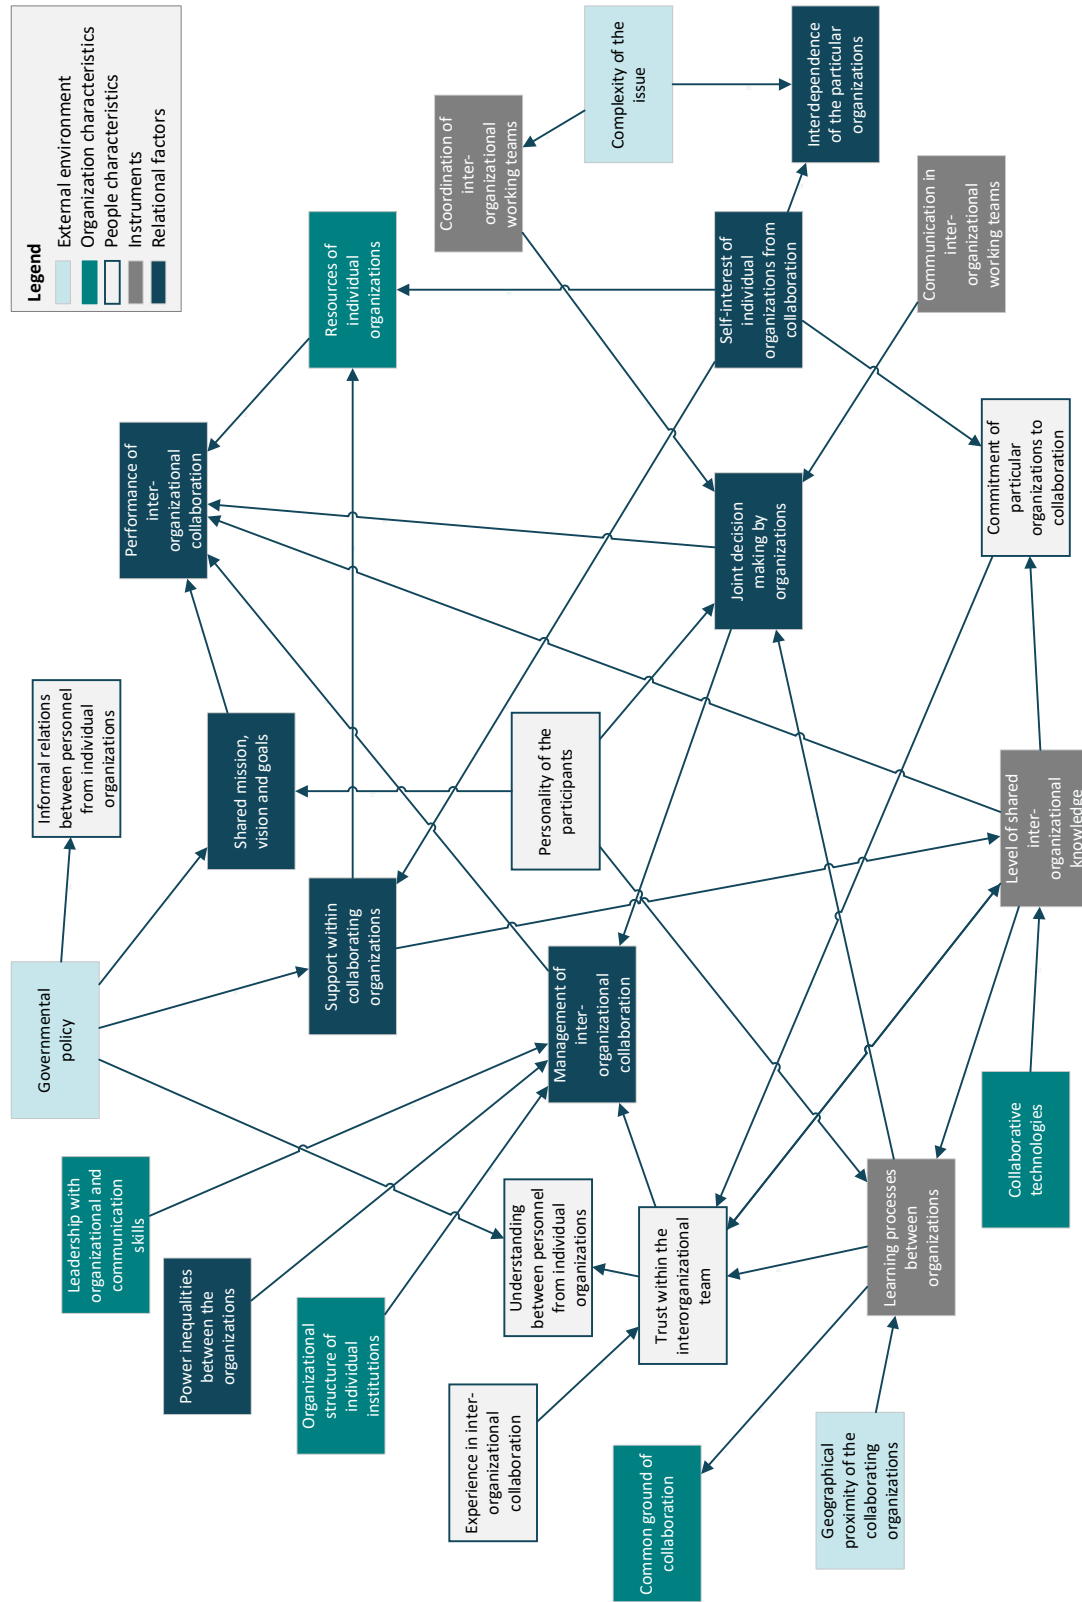 Legend
External environment
Organization characteristics
People characteristics
Instruments
Relational factors
Governmental
policy
Informal relations
between personnel
from individual
organizations
Leadership with
organizational and
communication
skills
Performance of
inter-
organizational
collaboration
Power inequalities
between the
organizations
Shared mission,
vision and goals
Organizational
structure of
individual
institutions
Support within
collaborating
organizations
Resources of
individual
organizations
Experience in inter-
organizational
collaboration
Understanding
between personnel
from individual
organizations
Management of
inter-
organizational
collaboration
Personality of the
participants
Coordination of
inter-
organizational
working teams
Complexity of the
issue
Common ground of
collaboration
Trust within the
interorganizational
team
Joint decision
making by
organizations
Self-interest of
individual
organizations from
collaboration
Interdependence
of the particular
organizations
Geographical
proximity of the
collaborating
organizations
Learning processes
between
organizations
Communication in
inter-
organizational
working teams
Collaborative
technologies
Level of shared
inter-
organizational
knowledge
Commitment of
particular
organizations to
collaboration